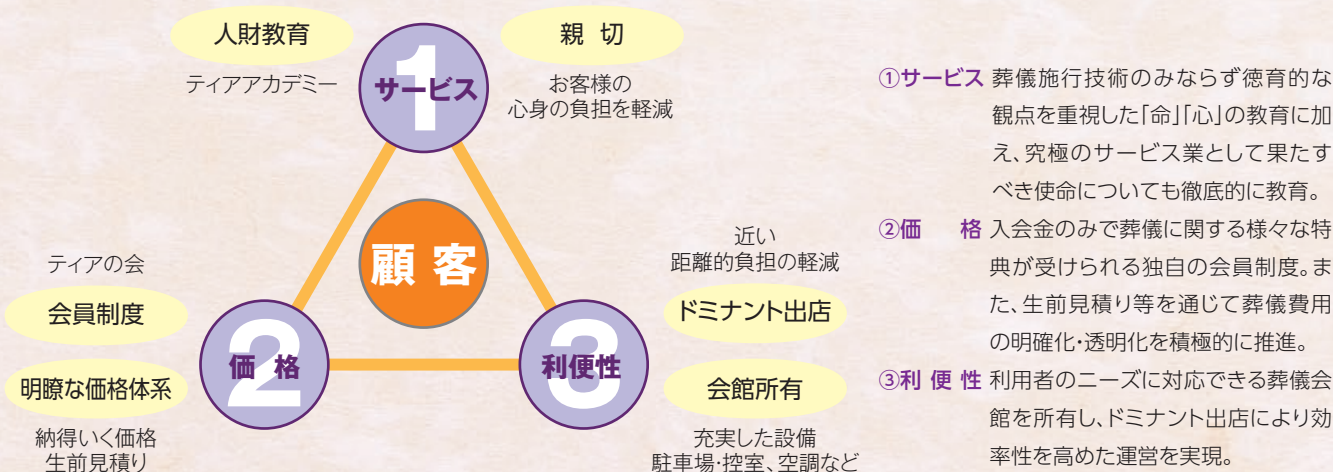 人財教育
ティアアカデミー
親 切
お客様の
心身の負担を軽減
1
サービス
顧 客
ティアの会
会員制度
明瞭な価格体系
納得いく価格
生前見積り
2
価 格
3
利便性
近い
距離的負担の軽減
ドミナント出店
会館所有
充実した設備
駐車場・控室、空調など
①サービス 葬儀施行技術のみならず徳育的な
観点を重視した「命」「心」の教育に加
え、究極のサービス業として果たす
べき使命についても徹底的に教育。
②価　　格 入会金のみで葬儀に関する様々な特
典が受けられる独自の会員制度。ま
た、生前見積り等を通じて葬儀費用
の明確化・透明化を積極的に推進。
③利 便 性 利用者のニーズに対応できる葬儀会
館を所有し、ドミナント出店により効
率性を高めた運営を実現。